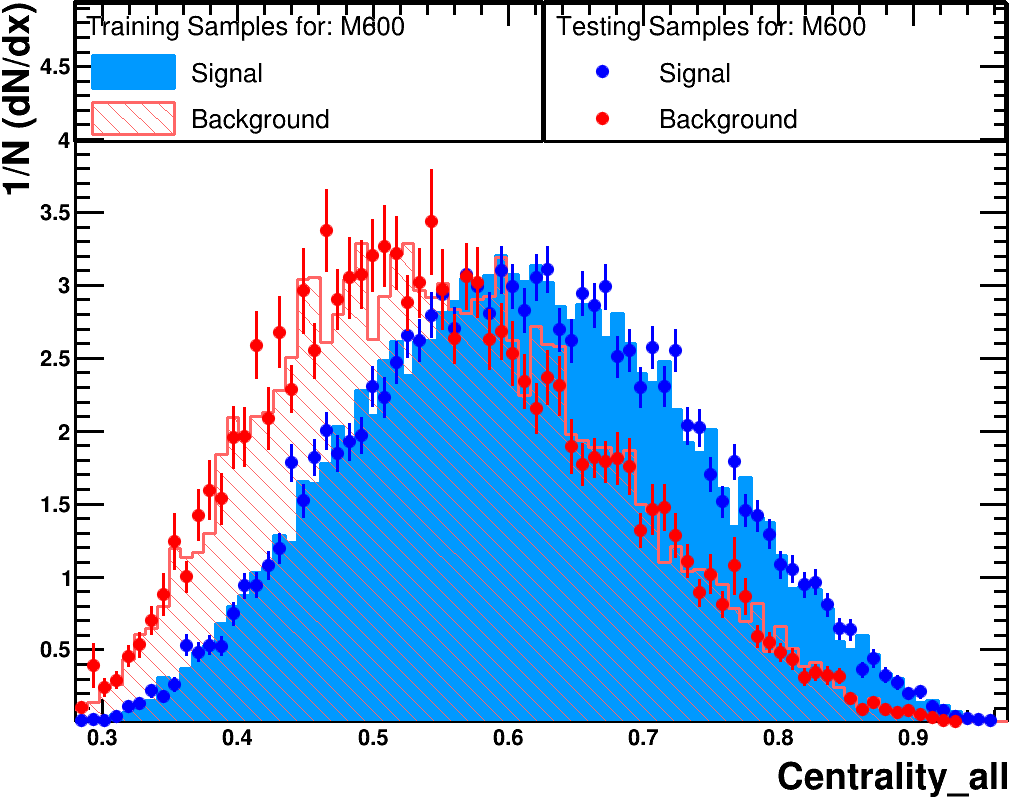 1/N (dN/dx)
Training Samples for: M600
Signal
Background
Testing Samples for: M600
Signal
Background
4.5
4
3.5
3
2.5
2
1.5
1
0.5
0.3 0.4 0.5 0.6 0.7 0.8 0.9
Centrality_all